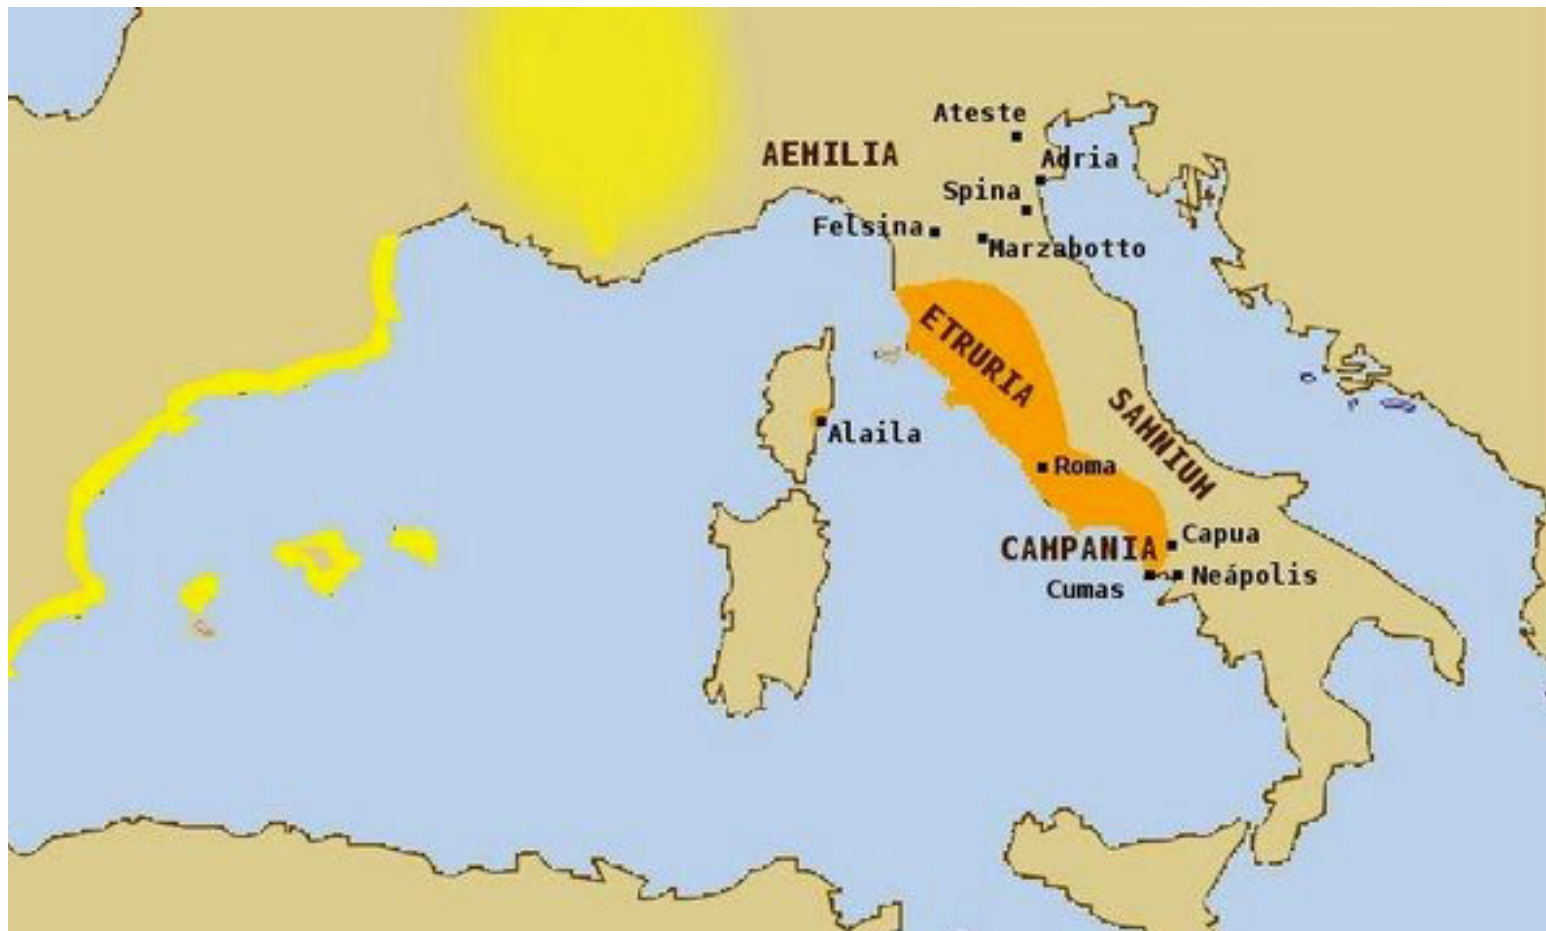 Ateste
AEMILIA
Adria
Spina
Felsina
Marzabotto
ETRURIA
SAMNIUM
Alaila
Roma
Capua
CAMPANIA
Neápolis
Cumas